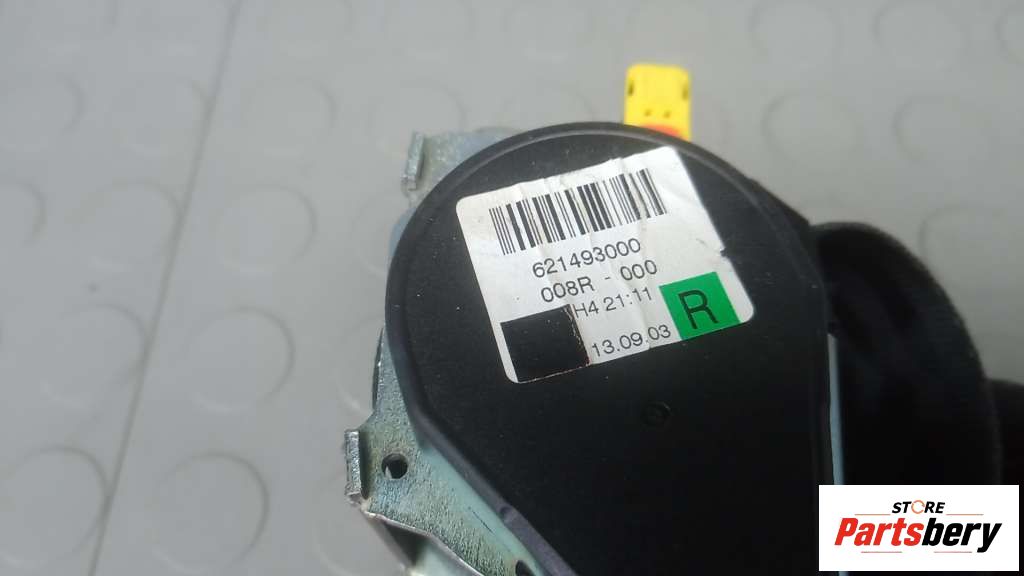 621493000
008R - 000
H4 21:11
R
13.09.03
STORE
Partsbery